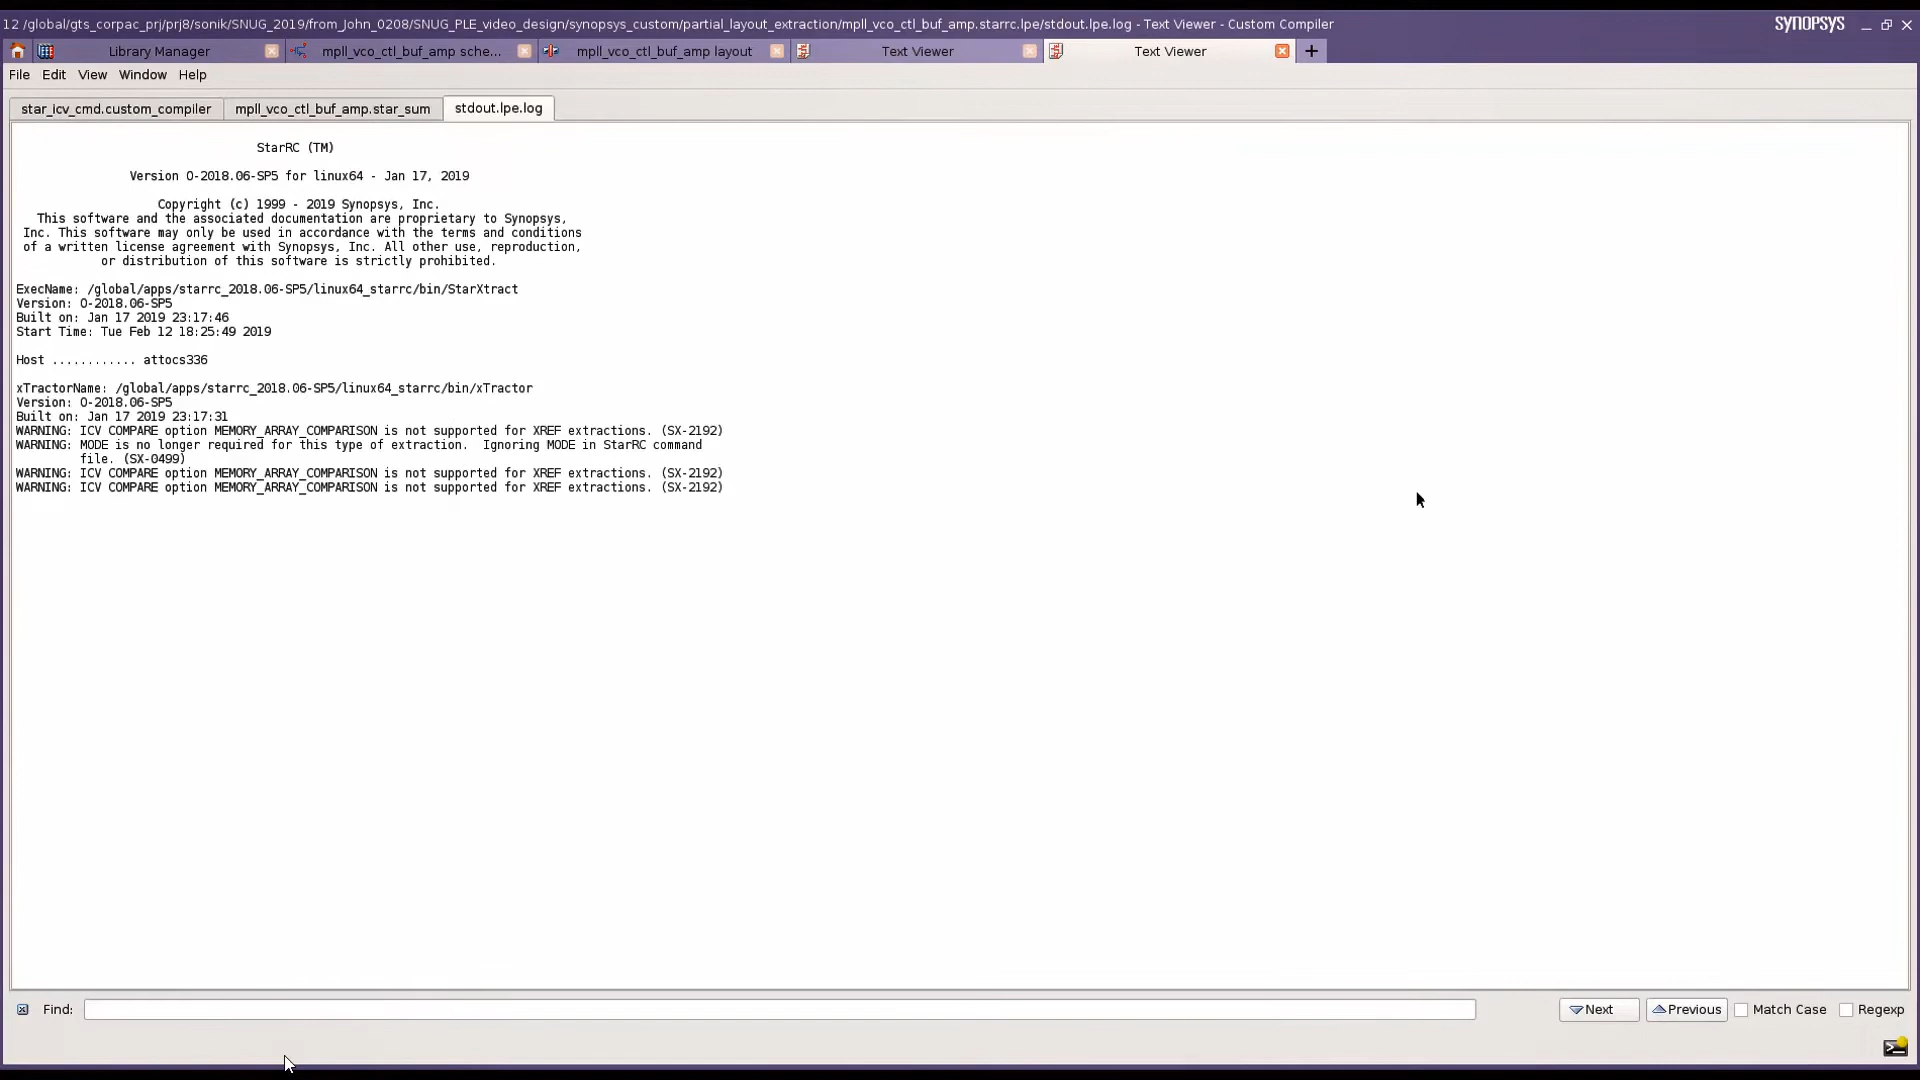 12 /global/gts_corpac_prj/prj8/sonik/SNUG_2019/from_John_0208/SNUG_PLE_video_design/synopsys_custom/partial_layout_extraction/mpll_vco_ctl_buf_amp.starrc.lpe/stdout.lpe.log - Text Viewer - Custom Compiler
SYNOPSYS
Library Manager
mpll_vco_ctl_buf_amp sche...
mpll_vco_ctl_buf_amp layout
Text Viewer
Text Viewer
File Edit View Window Help
star_icv_cmd.custom_compiler
mpll_vco_ctl_buf_amp.star_sum
stdout.lpe.log
StarRC (TM)
Version O-2018.06-SP5 for linux64 - Jan 17, 2019
Copyright (c) 1999 - 2019 Synopsys, Inc.
This software and the associated documentation are proprietary to Synopsys,
Inc. This software may only be used in accordance with the terms and conditions
of a written license agreement with Synopsys, Inc. All other use, reproduction,
or distribution of this software is strictly prohibited.
ExecName: /global/apps/starrc_2018.06-SP5/linux64_starrc/bin/StarXtract
Version: O-2018.06-SP5
Built on: Jan 17 2019 23:17:46
Start Time: Tue Feb 12 18:25:49 2019
Host ............ attocs336
xTractorName: /global/apps/starrc_2018.06-SP5/linux64_starrc/bin/xTractor
Version: O-2018.06-SP5
Built on: Jan 17 2019 23:17:31
WARNING: ICV COMPARE option MEMORY_ARRAY_COMPARISON is not supported for XREF extractions. (SX-2192)
WARNING: MODE is no longer required for this type of extraction.  Ignoring MODE in StarRC command
file. (SX-0499)
WARNING: ICV COMPARE option MEMORY_ARRAY_COMPARISON is not supported for XREF extractions. (SX-2192)
WARNING: ICV COMPARE option MEMORY_ARRAY_COMPARISON is not supported for XREF extractions. (SX-2192)
Find:
Next
Previous
Match Case
Regexp